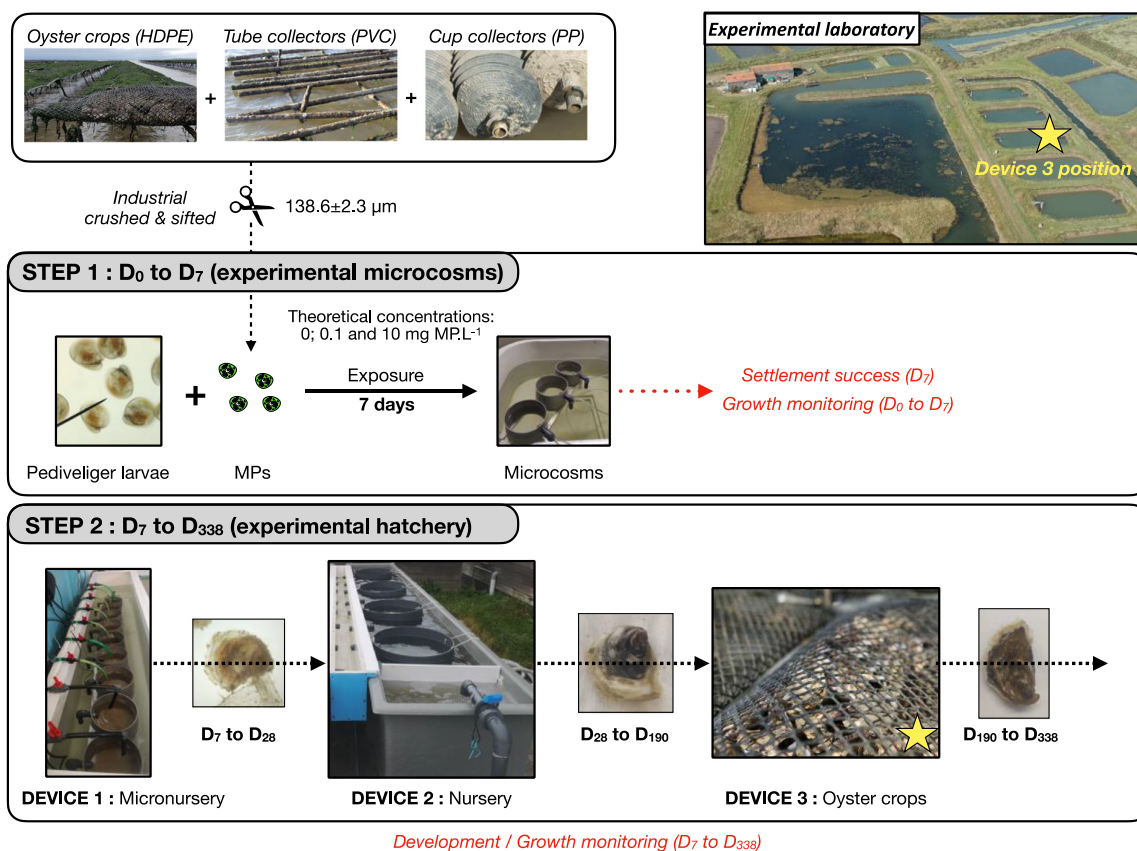 Oyster crops (HDPE)
Tube collectors (PVC)
Cup collectors (PP)
+
+
Experimental laboratory
Device 3 position
Industrial
crushed & sifted
138.6±2.3 µm
STEP 1 : D₀ to D₇ (experimental microcosms)
Theoretical concentrations:
0; 0.1 and 10 mg MP.L⁻¹
+
Exposure
7 days
Settlement success (D₇)
Growth monitoring (D₀ to D₇)
Pediveliger larvae
MPs
Microcosms
STEP 2 : D₇ to D₃₃₈ (experimental hatchery)
D₇ to D₂₈
D₂₈ to D₁₉₀
D₁₉₀ to D₃₃₈
DEVICE 1 : Micronursery
DEVICE 2 : Nursery
DEVICE 3 : Oyster crops
Development / Growth monitoring (D₇ to D₃₃₈)